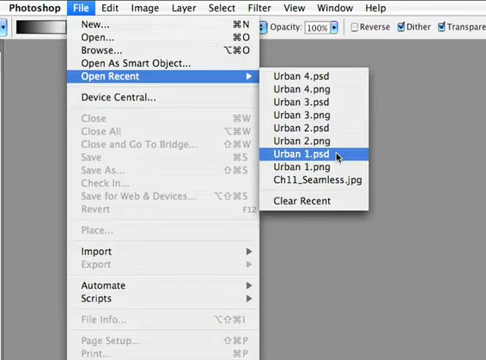 Photoshop File Edit Image Layer Select Filter View Window Help
Opacity: 100% Reverse Dither Transpare
New... ⌘N
Open... ⌘O
Browse... ⌥⌘O
Open As Smart Object...
Open Recent
Device Central...
Close ⌘W
Close All ⌥⌘W
Close and Go To Bridge... ⇧⌘W
Save ⌘S
Save As... ⇧⌘S
Check In...
Save for Web & Devices... ⌥⇧⌘S
Revert F12
Place...
Import
Export
Automate
Scripts
File Info... ⌥⇧⌘I
Page Setup... ⇧⌘P
Print... ⌘P
Urban 4.psd
Urban 4.png
Urban 3.psd
Urban 3.png
Urban 2.psd
Urban 2.png
Urban 1.psd
Urban 1.png
Ch11_Seamless.jpg
Clear Recent